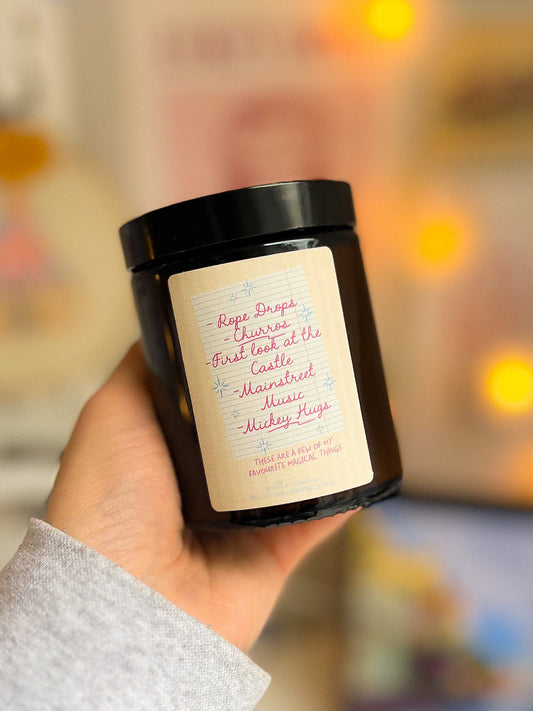 - Rope Drops
- Churros
-First look at the
Castle
-Mainstreet
Music
-Mickey Hugs
THESE ARE A FEW OF MY
FAVOURITE MAGICAL THINGS